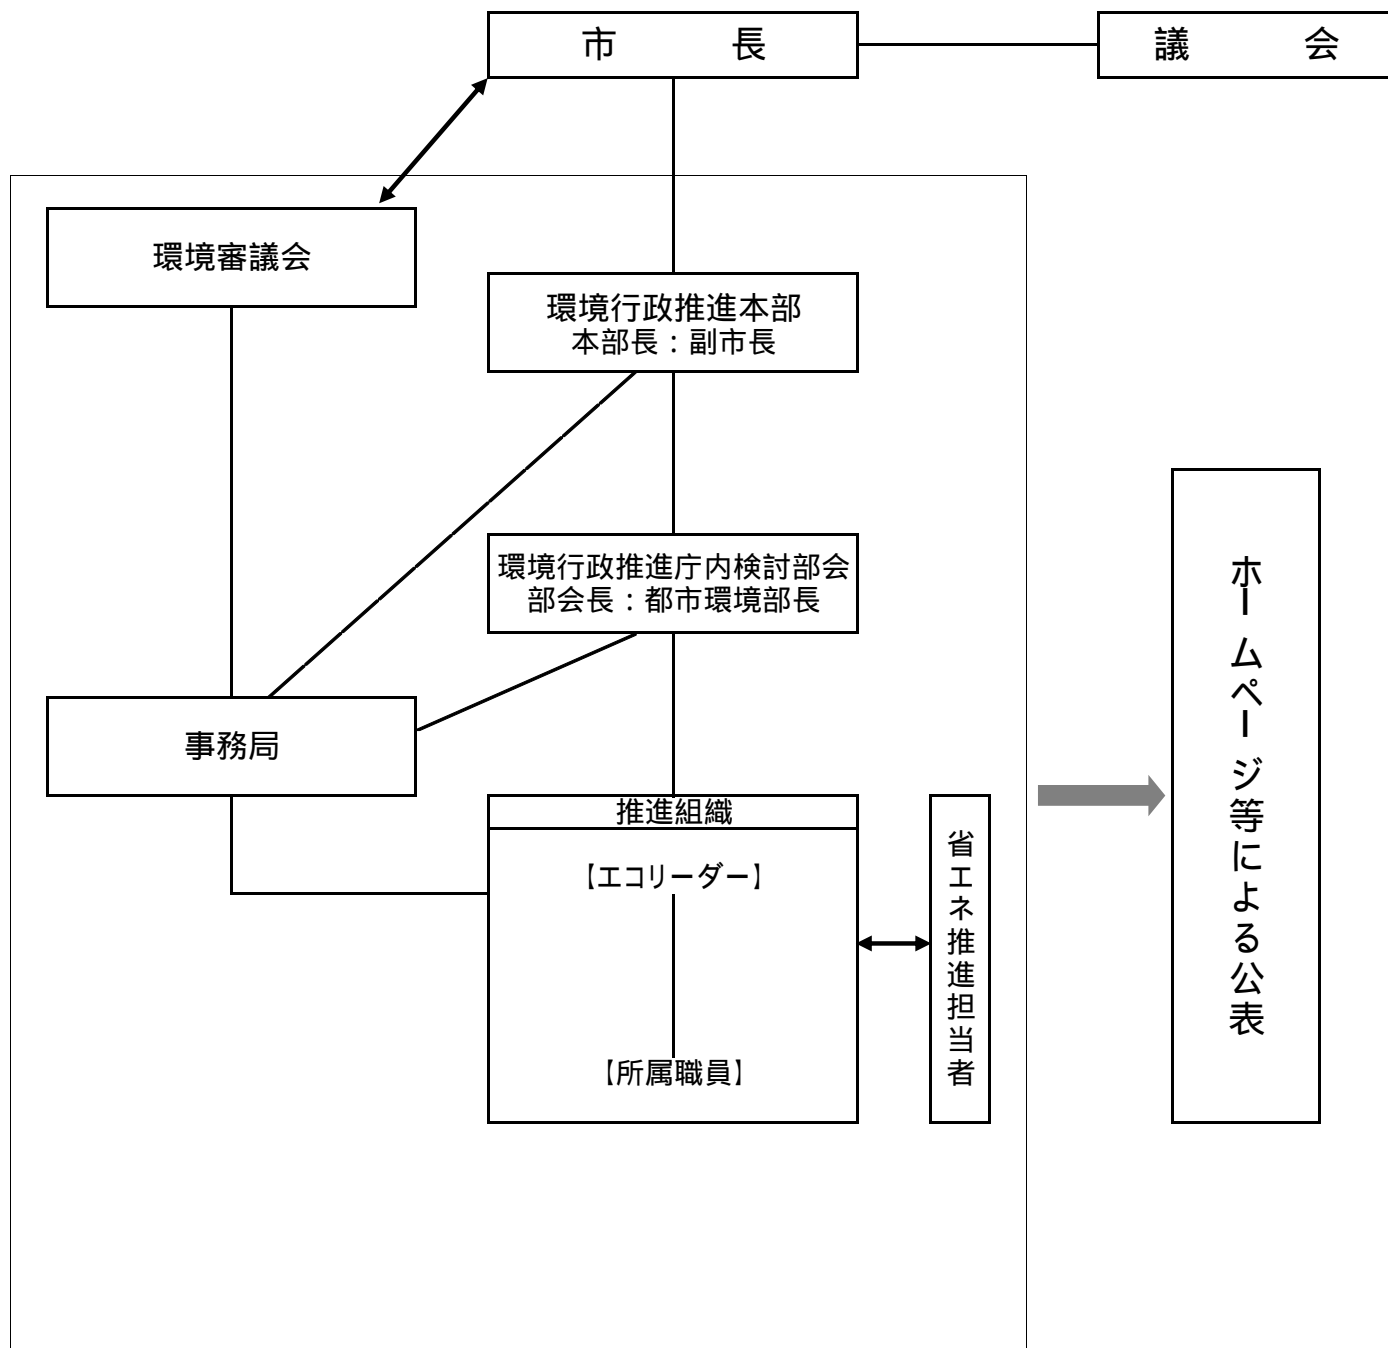 市　　　長
議　　　会
環境審議会
環境行政推進本部
本部長：副市長
環境行政推進庁内検討部会
部会長：都市環境部長
事務局
推進組織
【エコリーダー】
【所属職員】
省エネ推進担当者
ホームページ等による公表